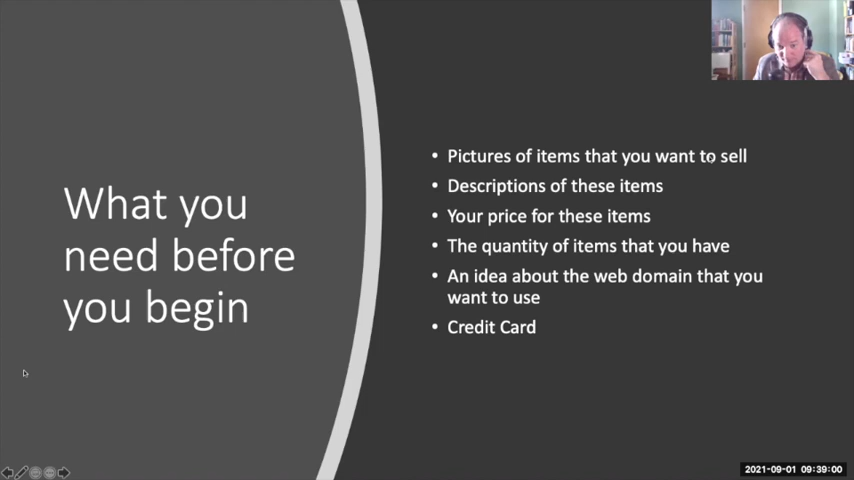 What you
need before
you begin
• Pictures of items that you want to sell
• Descriptions of these items
• Your price for these items
• The quantity of items that you have
• An idea about the web domain that you
want to use
• Credit Card
2021-09-01 09:39:00